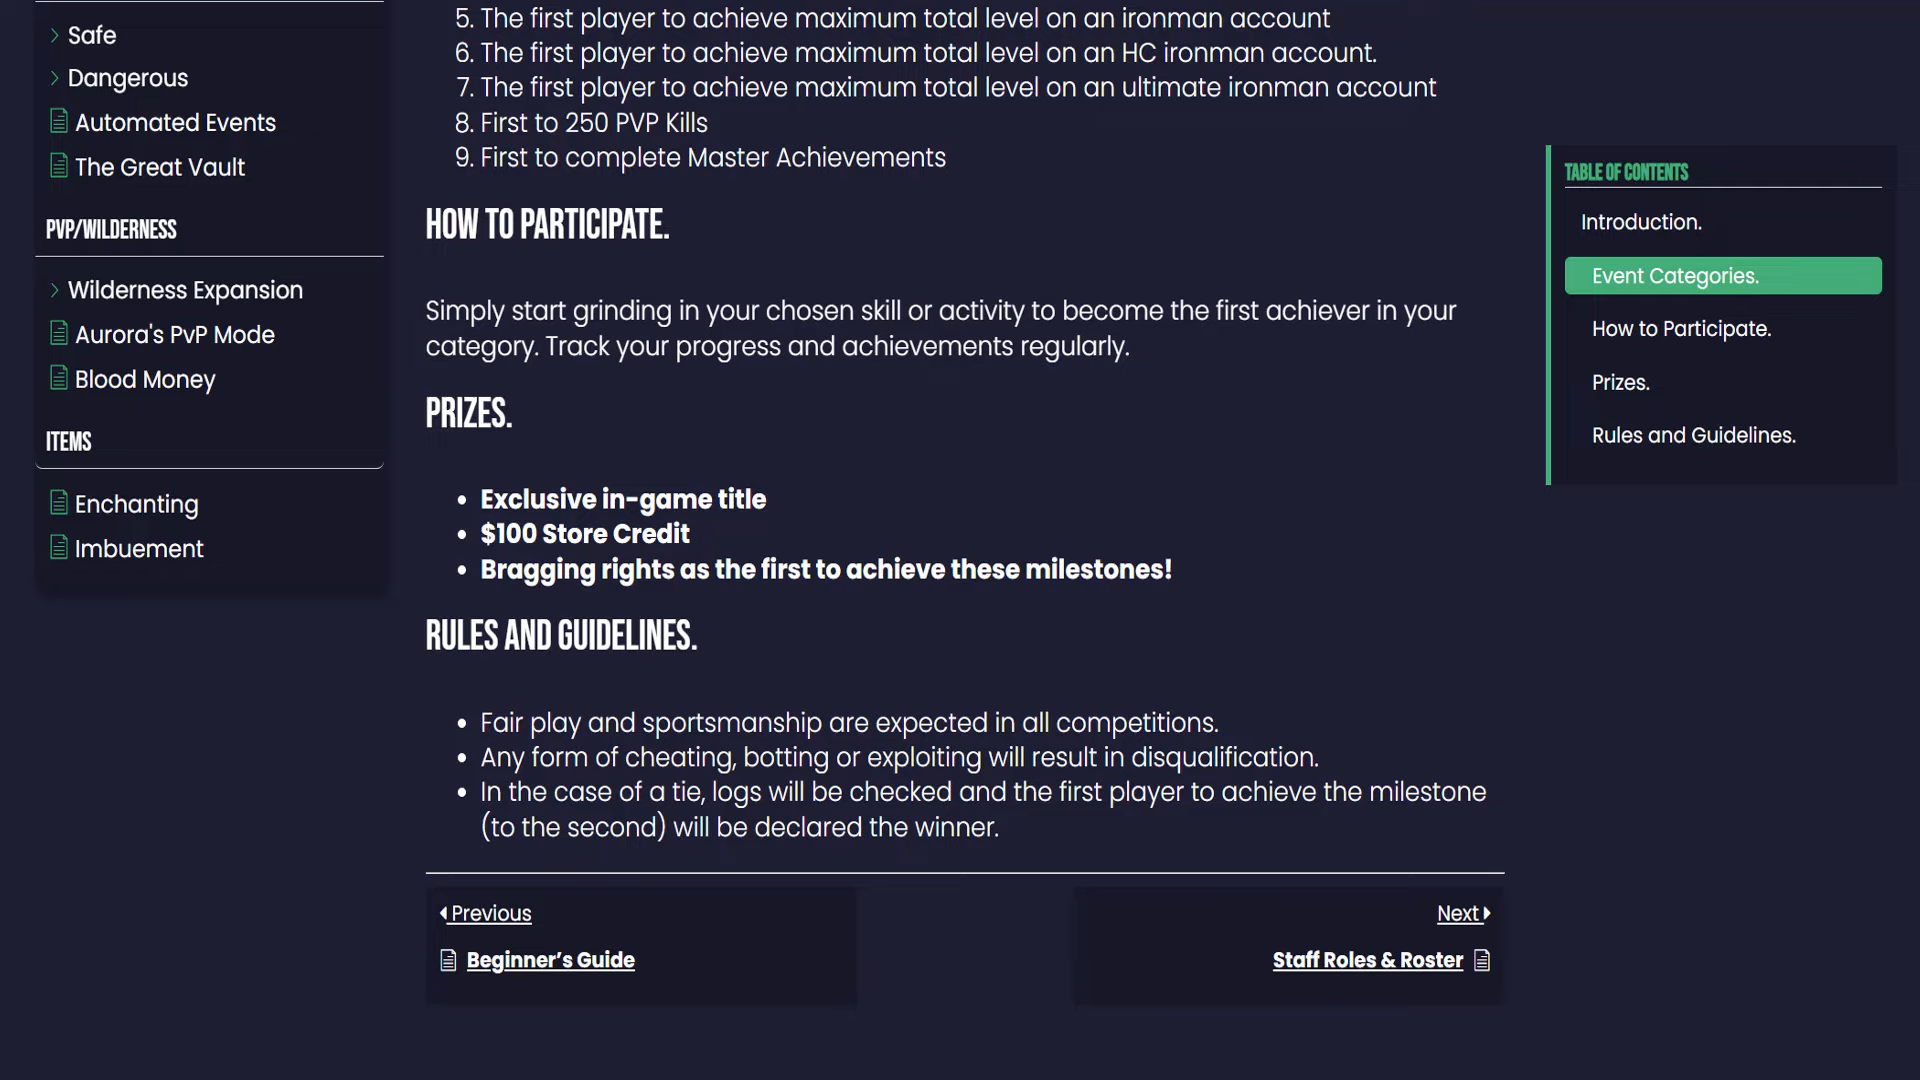 Safe
Dangerous
Automated Events
The Great Vault
PVP/WILDERNESS
Wilderness Expansion
Aurora's PvP Mode
Blood Money
ITEMS
Enchanting
Imbuement
5. The first player to achieve maximum total level on an ironman account
6. The first player to achieve maximum total level on an HC ironman account.
7. The first player to achieve maximum total level on an ultimate ironman account
8. First to 250 PVP Kills
9. First to complete Master Achievements
HOW TO PARTICIPATE.
Simply start grinding in your chosen skill or activity to become the first achiever in your
category. Track your progress and achievements regularly.
PRIZES.
• Exclusive in-game title
• $100 Store Credit
• Bragging rights as the first to achieve these milestones!
RULES AND GUIDELINES.
• Fair play and sportsmanship are expected in all competitions.
• Any form of cheating, botting or exploiting will result in disqualification.
• In the case of a tie, logs will be checked and the first player to achieve the milestone
(to the second) will be declared the winner.
Previous
Beginner’s Guide
Next
Staff Roles & Roster
TABLE OF CONTENTS
Introduction.
Event Categories.
How to Participate.
Prizes.
Rules and Guidelines.